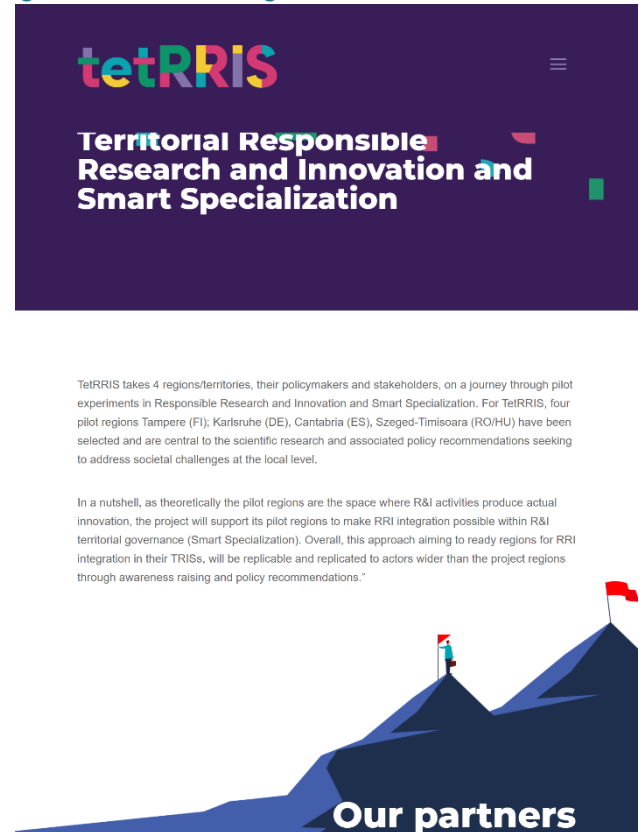 tetRRIS
Territorial Responsible
Research and Innovation and
Smart Specialization
TetRRIS takes 4 regions/territories, their policymakers and stakeholders, on a journey through pilot
experiments in Responsible Research and Innovation and Smart Specialization. For TetRRIS, four
pilot regions Tampere (FI); Karlsruhe (DE), Cantabria (ES), Szeged-Timisoara (RO/HU) have been
selected and are central to the scientific research and associated policy recommendations seeking
to address societal challenges at the local level.
In a nutshell, as theoretically the pilot regions are the space where R&I activities produce actual
innovation, the project will support its pilot regions to make RRI integration possible within R&I
territorial governance (Smart Specialization). Overall, this approach aiming to ready regions for RRI
integration in their TRISs, will be replicable and replicated to actors wider than the project regions
through awareness raising and policy recommendations.”
Our partners